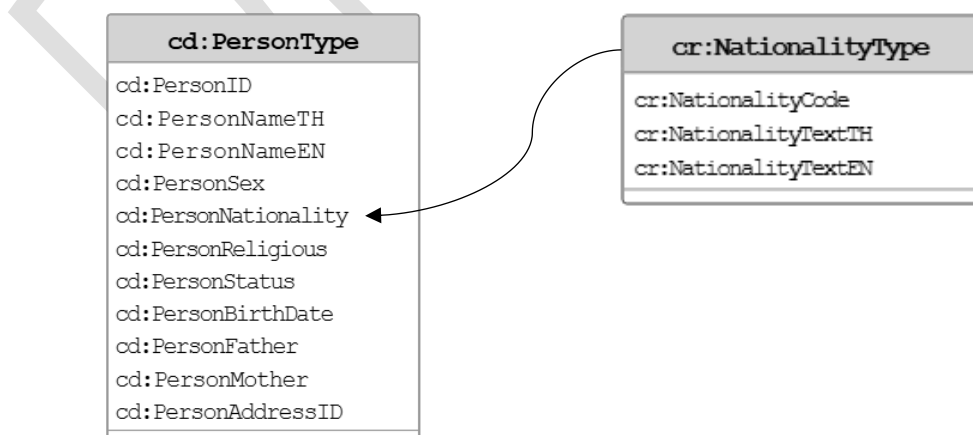 cd:PersonType
cd:PersonID
cd:PersonNameTH
cd:PersonNameEN
cd:PersonSex
cd:PersonNationality
cd:PersonReligious
cd:PersonStatus
cd:PersonBirthDate
cd:PersonFather
cd:PersonMother
cd:PersonAddressID
cr:NationalityType
cr:NationalityCode
cr:NationalityTextTH
cr:NationalityTextEN